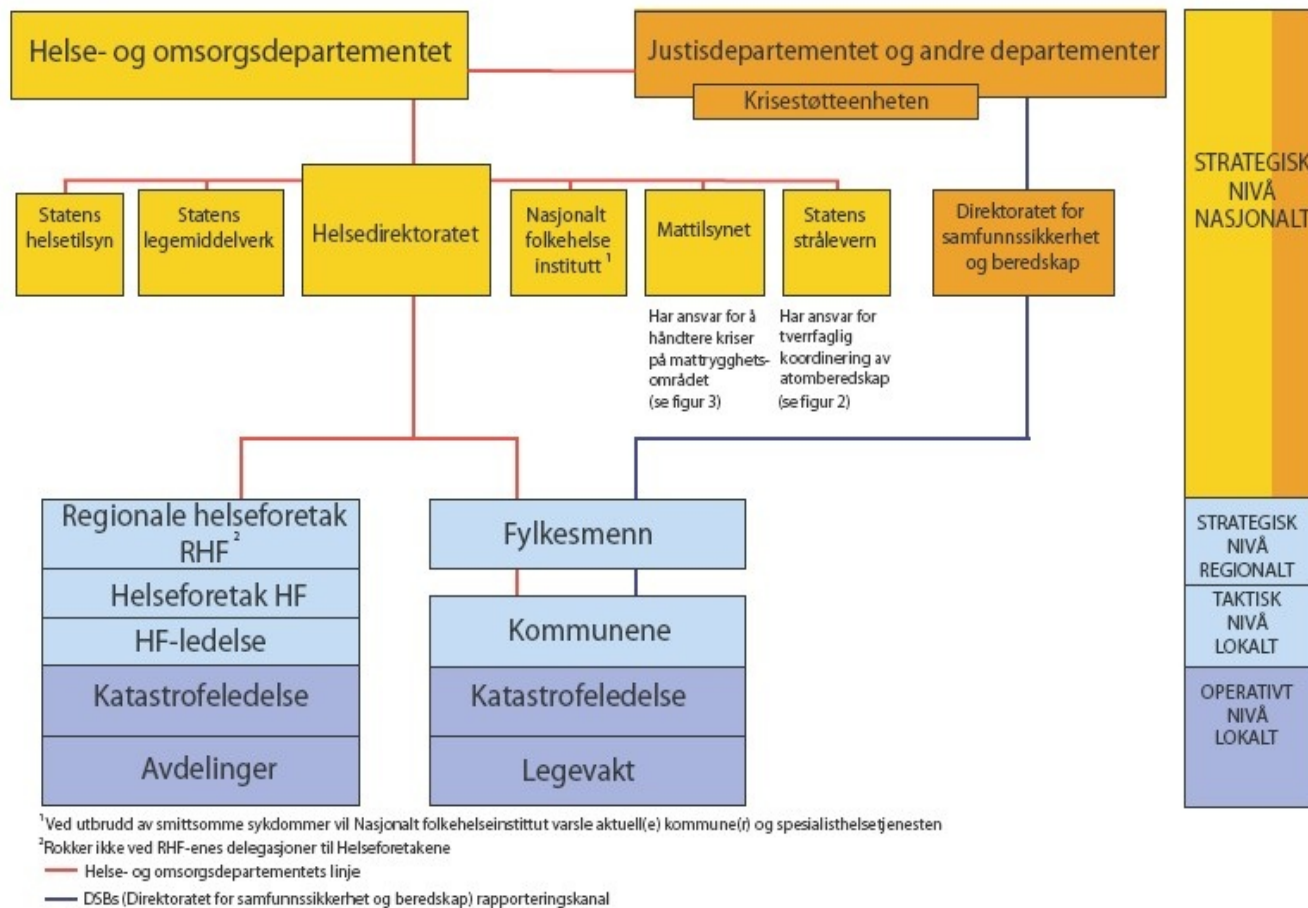 Helse- og omsorgsdepartementet
Justisdepartementet og andre departementer
Krisestøtteenheten
Statens
helsetilsyn
Statens
legemiddelverk
Helsedirektoratet
Nasjonalt
folkehelse
institutt ¹
Mattilsynet
Statens
strålevern
Direktoratet for
samfunnssikkerhet
og beredskap
Har ansvar for å
håndtere kriser
på mattrygghets-
området
(se figur 3)
Har ansvar for
tverrfaglig
koordinering av
atomberedskap
(se figur 2)
Regionale helseforetak
RHF ²
Helseforetak HF
HF-ledelse
Katastrofeledelse
Avdelinger
Fylkesmenn
Kommunene
Katastrofeledelse
Legevakt
STRATEGISK
NIVÅ
NASJONALT
STRATEGISK
NIVÅ
REGIONALT
TAKTISK
NIVÅ
LOKALT
OPERATIVT
NIVÅ
LOKALT
¹Ved utbrudd av smittsomme sykdommer vil Nasjonalt folkehelseinstittut varsle aktuell(e) kommune(r) og spesialisthelsetjenesten
²Rokker ikke ved RHF-enes delegasjoner til Helseforetakene
Helse- og omsorgsdepartementets linje
DSBs (Direktoratet for samfunnssikkerhet og beredskap) rapporteringskanal